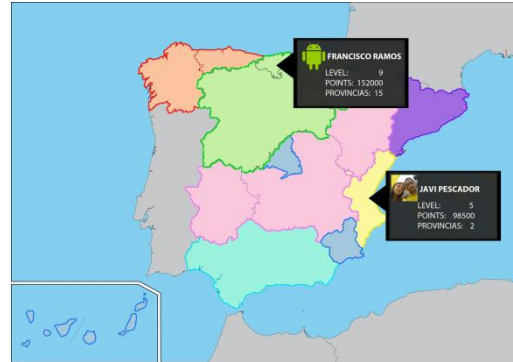 FRANCISCO RAMOS
LEVEL: 9
POINTS: 152000
PROVINCIAS: 15
JAVI PESCADOR
LEVEL: 5
POINTS: 98500
PROVINCIAS: 2